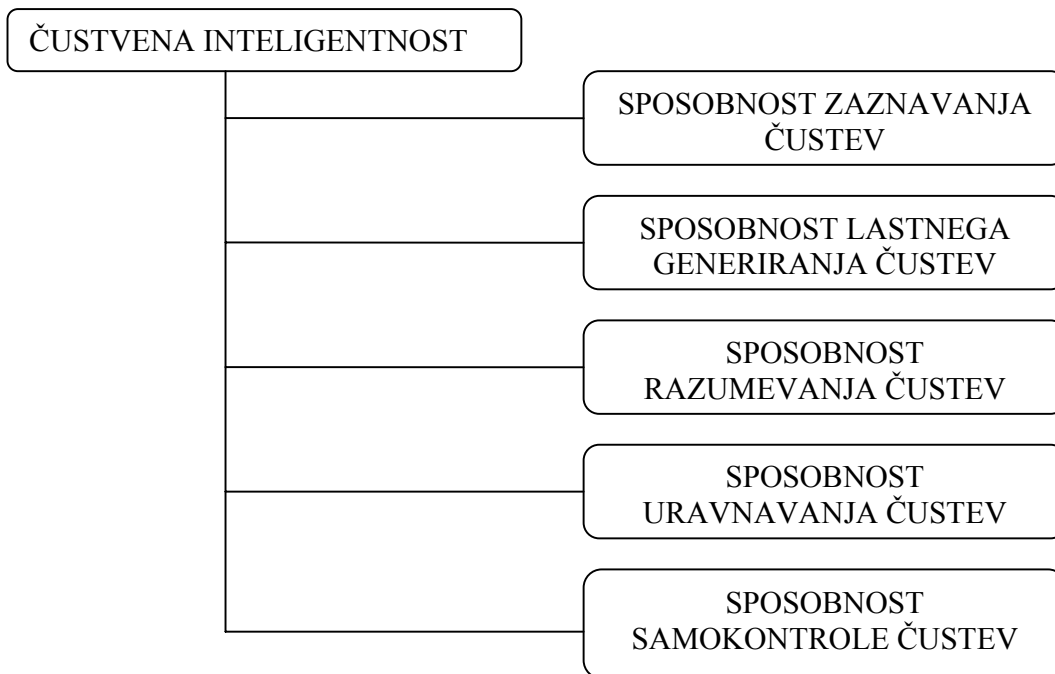 ČUSTVENA INTELIGENTNOST
SPOSOBNOST ZAZNAVANJA
ČUSTEV
SPOSOBNOST LASTNEGA
GENERIRANJA ČUSTEV
SPOSOBNOST
RAZUMEVANJA ČUSTEV
SPOSOBNOST
URAVNAVANJA ČUSTEV
SPOSOBNOST
SAMOKONTROLE ČUSTEV